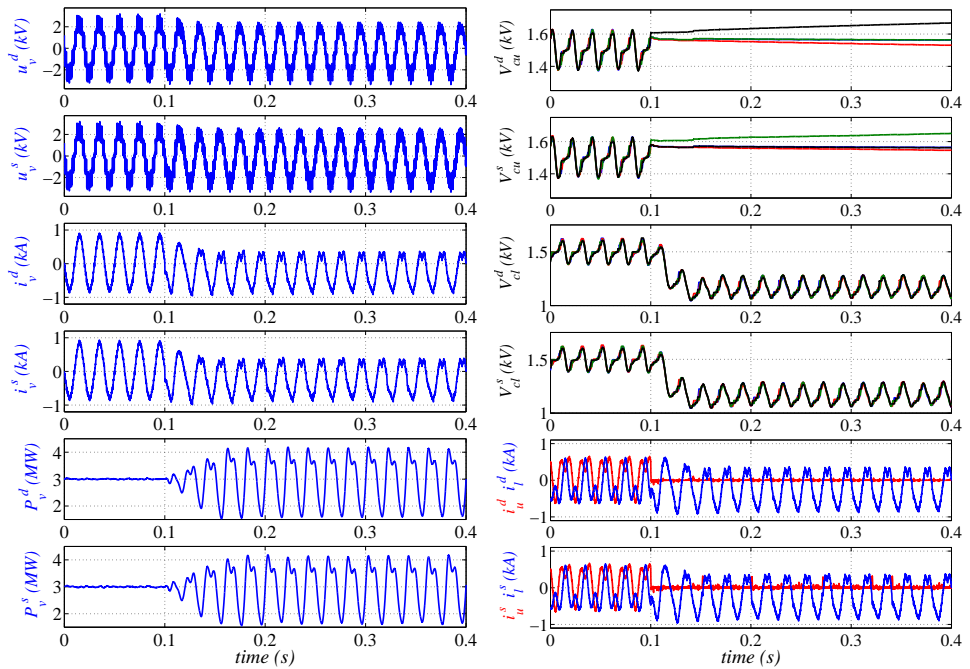 u_v^d (kV)
2
0
−2
0 0.1 0.2 0.3 0.4
u_v^s (kV)
2
0
−2
0 0.1 0.2 0.3 0.4
i_v^d (kA)
1
0
−1
0 0.1 0.2 0.3 0.4
i_v^s (kA)
1
0
−1
0 0.1 0.2 0.3 0.4
P_v^d (MW)
4
3
2
0 0.1 0.2 0.3 0.4
P_v^s (MW)
4
3
2
0 0.1 0.2 0.3 0.4
time (s)
V_cu^d (kV)
1.6
1.4
0 0.1 0.2 0.3 0.4
V_cu^s (kV)
1.6
1.4
0 0.1 0.2 0.3 0.4
V_cl^d (kV)
1.5
1
0 0.1 0.2 0.3 0.4
V_cl^s (kV)
1.5
1
0 0.1 0.2 0.3 0.4
i_u^d i_l^d (kA)
1
0
−1
0 0.1 0.2 0.3 0.4
i_u^s i_l^s (kA)
1
0
−1
0 0.1 0.2 0.3 0.4
time (s)